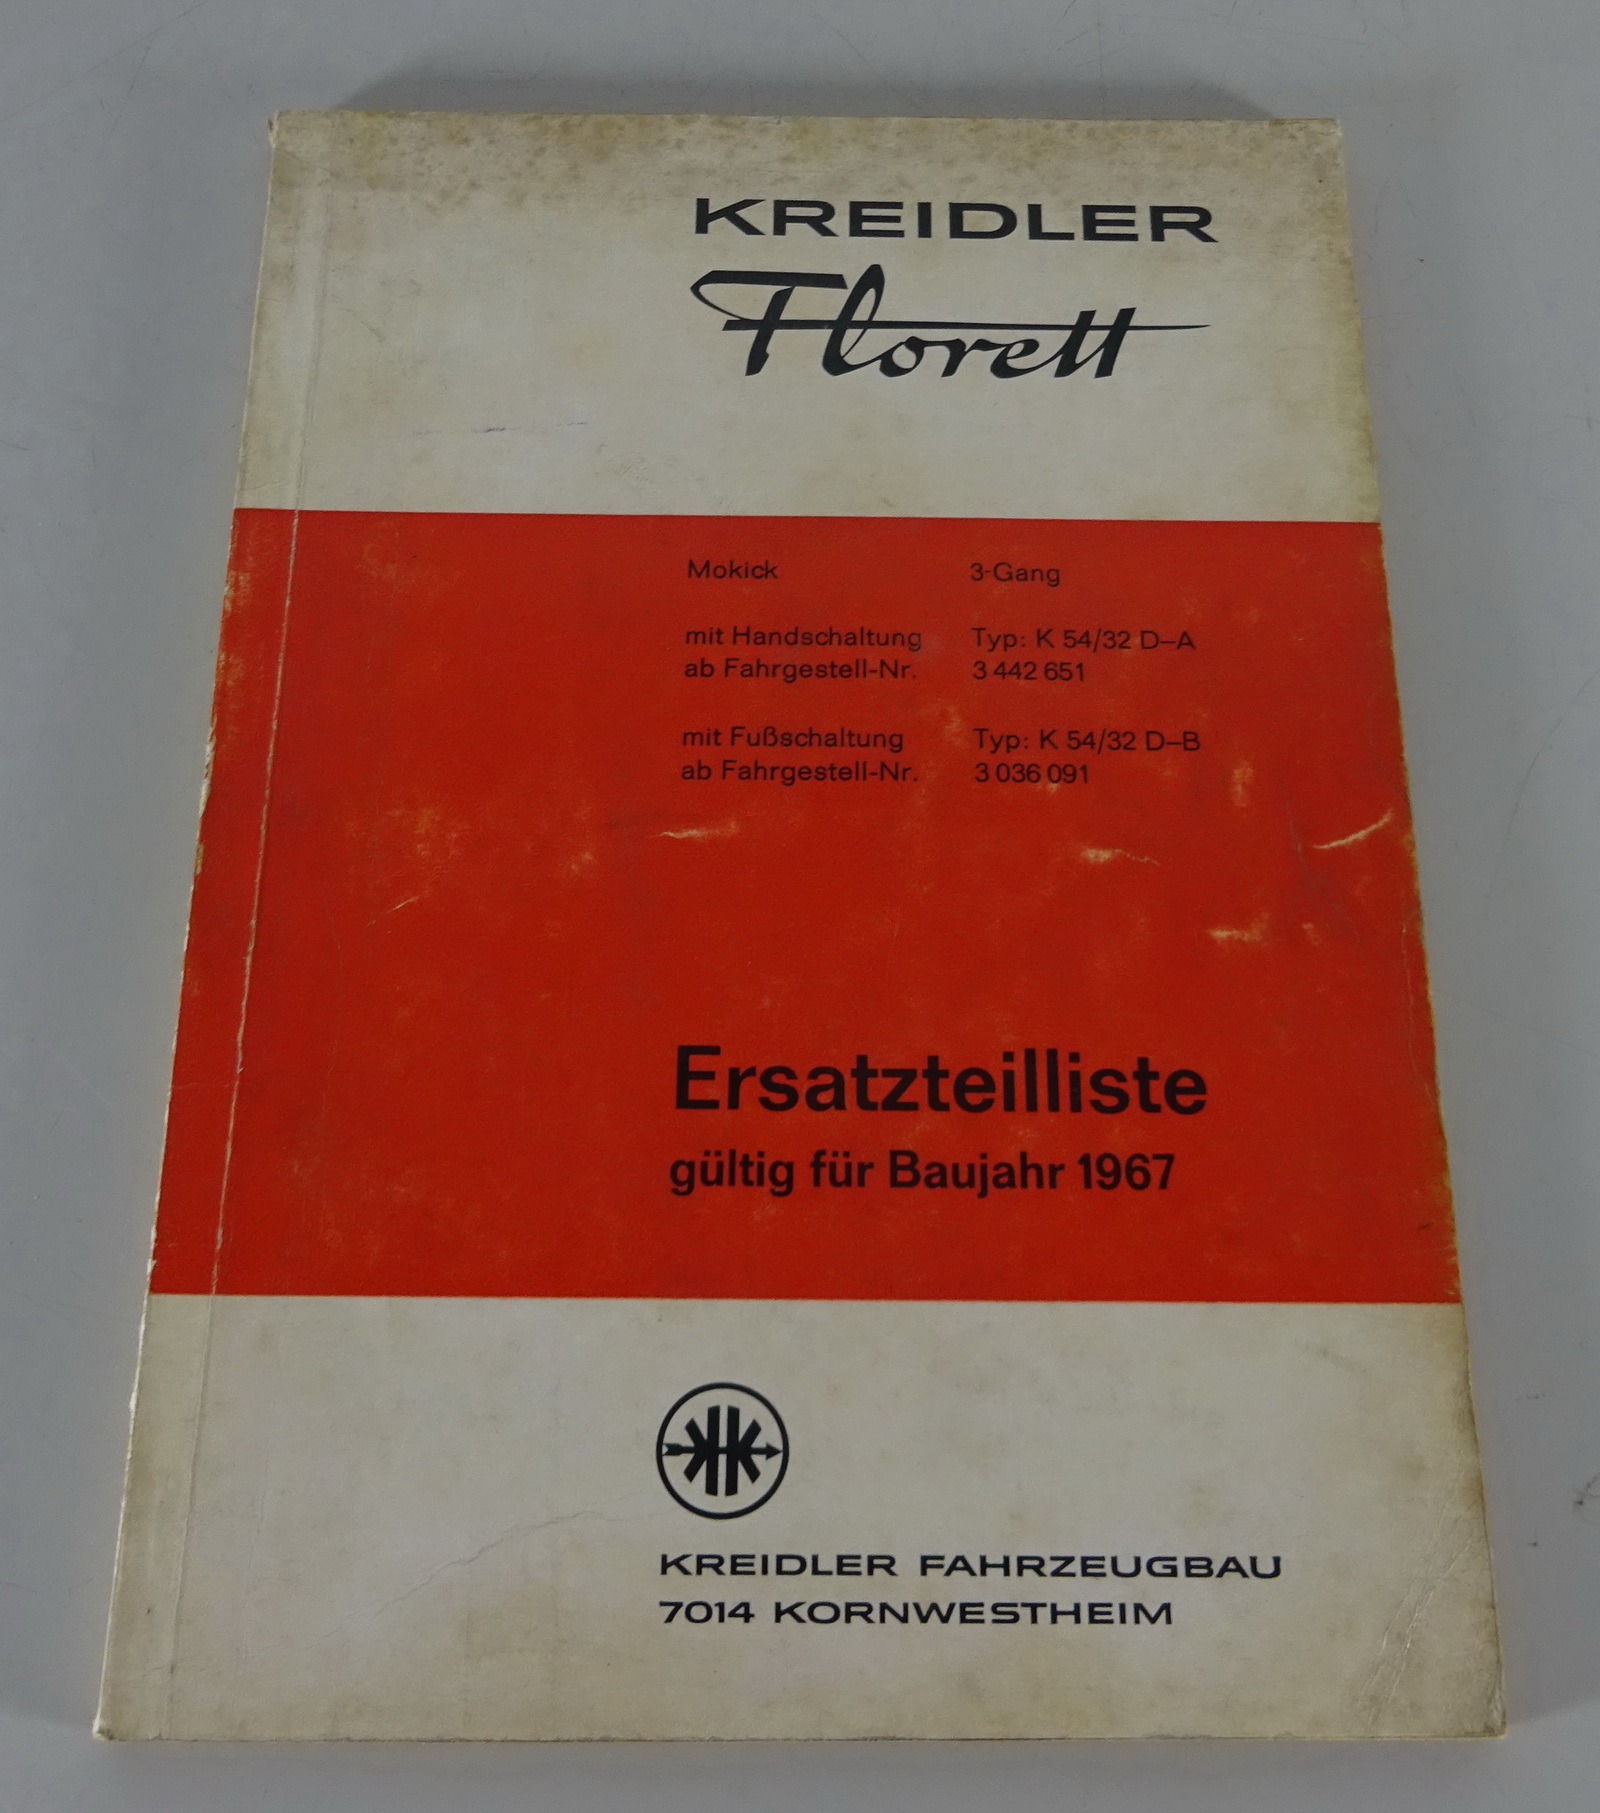 KREIDLER
Florett
Mokick 3-Gang
mit Handschaltung Typ: K 54/32 D–A
ab Fahrgestell-Nr. 3 442 651
mit Fußschaltung Typ: K 54/32 D–B
ab Fahrgestell-Nr. 3 036 091
Ersatzteilliste
gültig für Baujahr 1967
KK
KREIDLER FAHRZEUGBAU
7014 KORNWESTHEIM